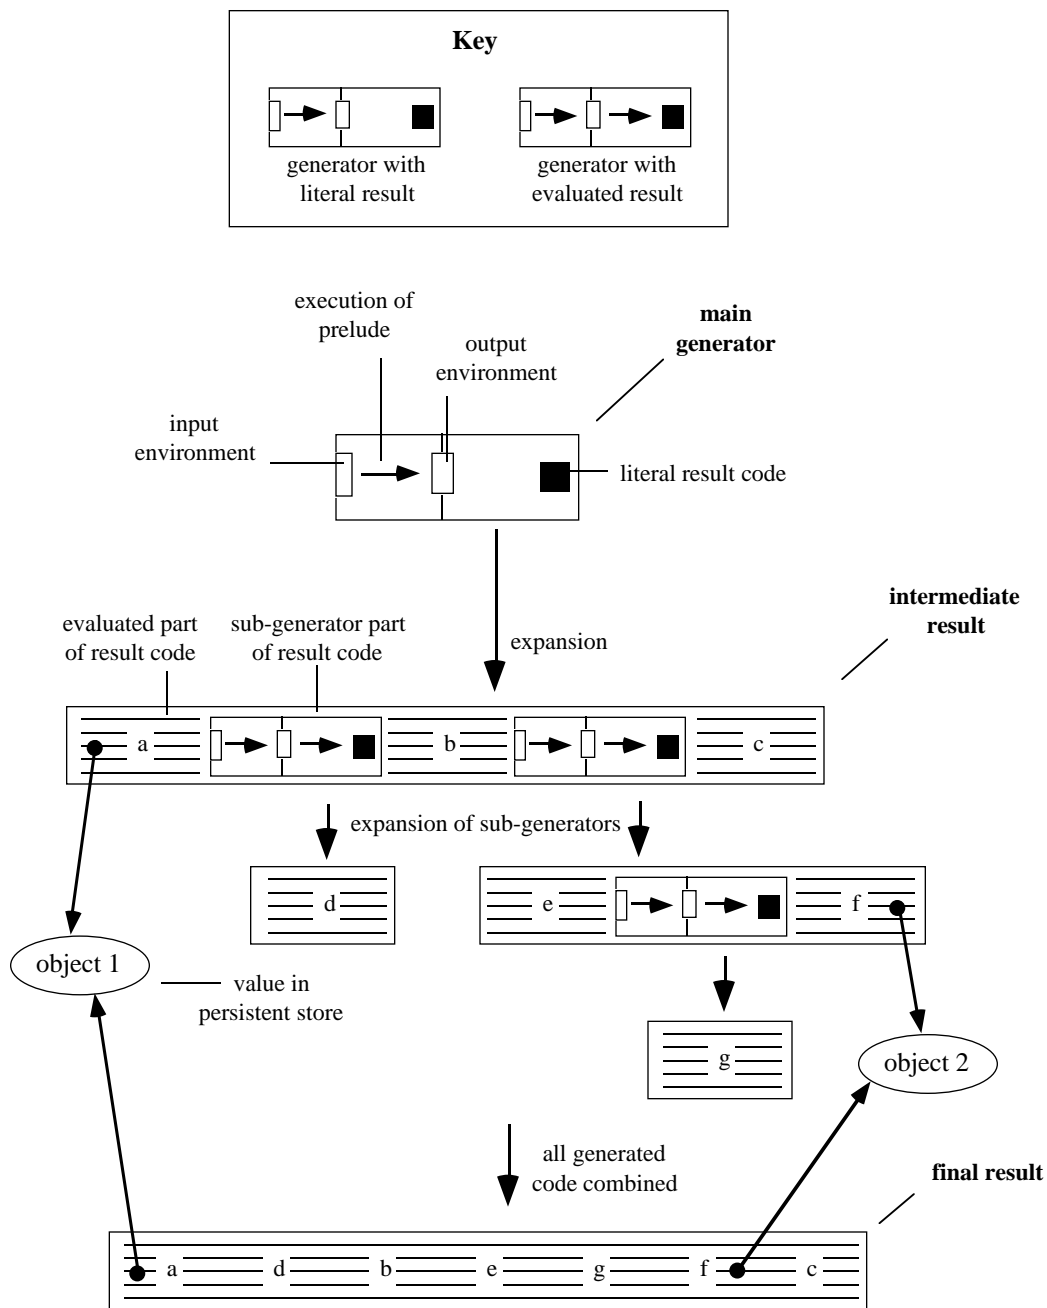 Key
generator with
literal result
generator with
evaluated result
execution of
prelude
main
generator
output
environment
input
environment
literal result code
intermediate
result
evaluated part
of result code
sub-generator part
of result code
expansion
a
b
c
expansion of sub-generators
d
e
f
object 1
value in
persistent store
g
object 2
all generated
code combined
final result
a d b e g f c